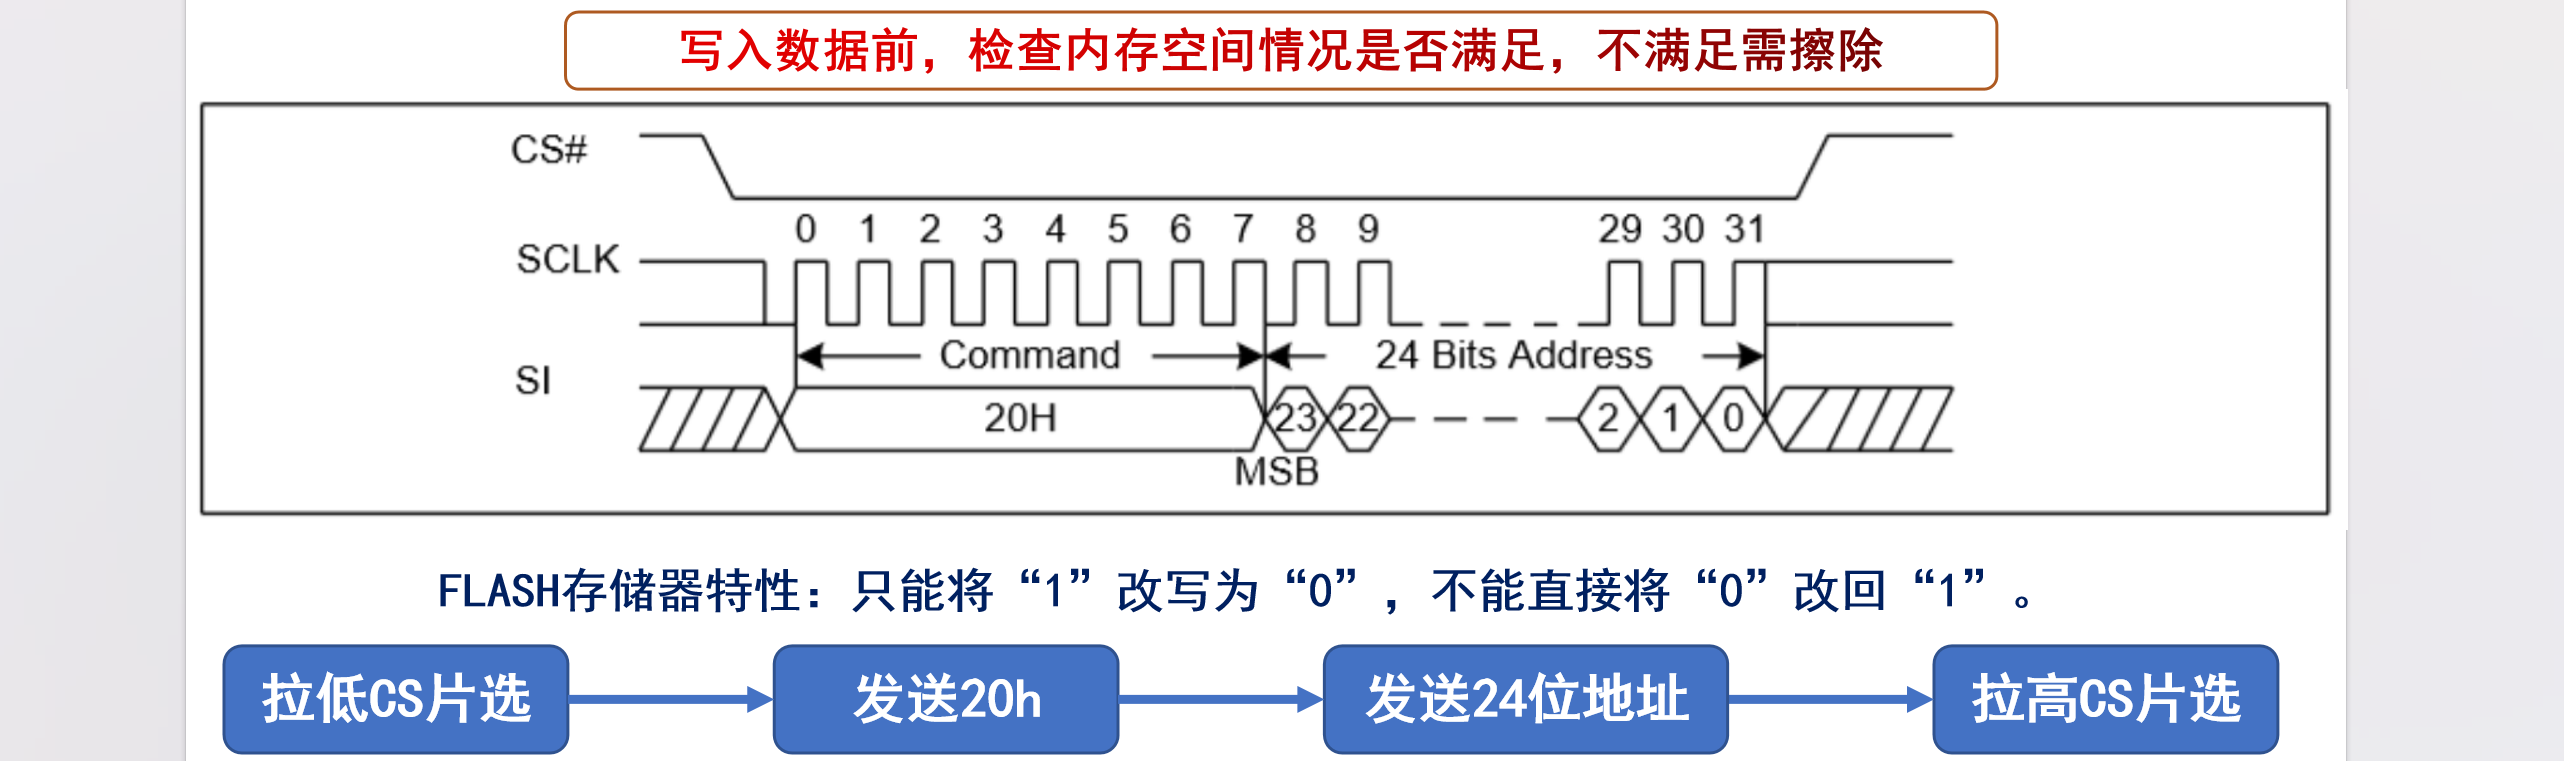 写入数据前，检查内存空间情况是否满足，不满足需擦除
CS#
0 1 2 3 4 5 6 7 8 9 29 30 31
SCLK
Command 24 Bits Address
SI
20H 23 22 2 1 0
MSB
FLASH存储器特性：只能将“1”改写为“0”，不能直接将“0”改回“1”。
拉低CS片选 发送20h 发送24位地址 拉高CS片选